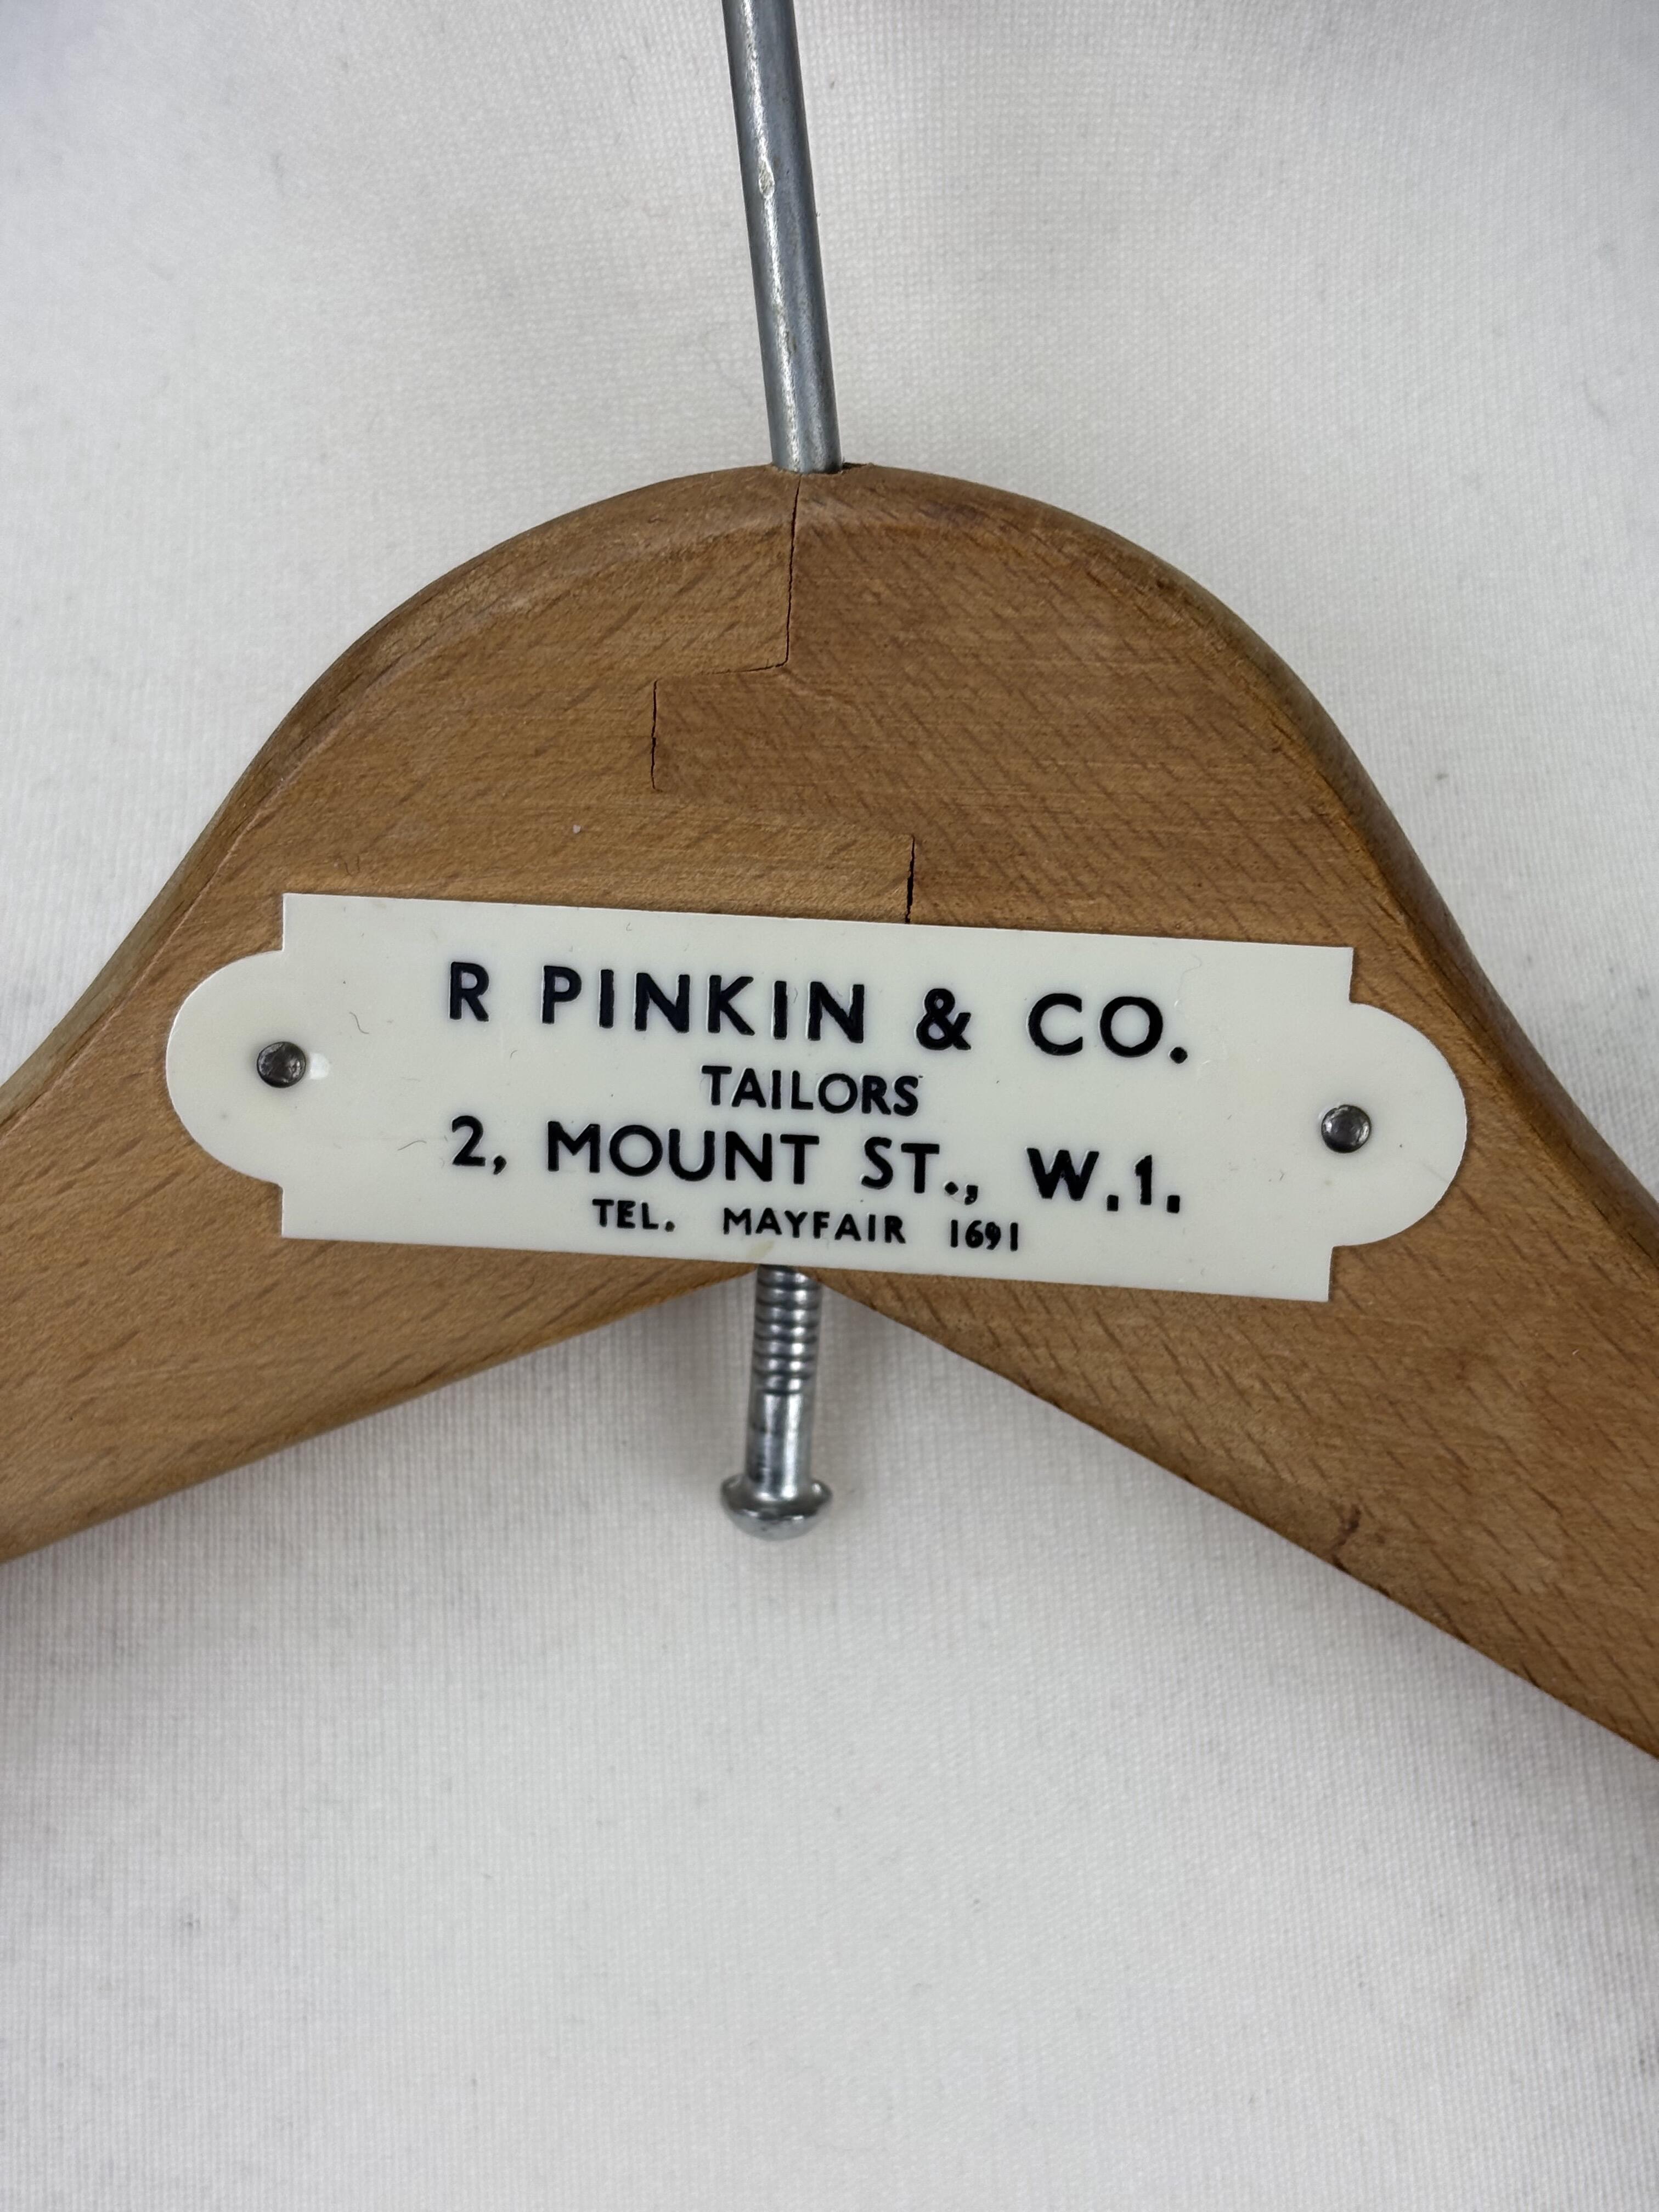 R PINKIN & CO.
TAILORS
2, MOUNT ST., W.1.
TEL. MAYFAIR 1691